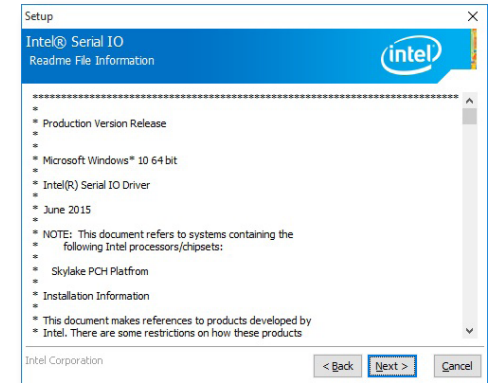 Setup
Intel® Serial IO
Readme File Information
intel
*****************************************************************************
*
* Production Version Release
*
*
* Microsoft Windows* 10 64 bit
*
* Intel(R) Serial IO Driver
*
* June 2015
*
* NOTE: This document refers to systems containing the
* following Intel processors/chipsets:
*
* Skylake PCH Platfrom
*
* Installation Information
*
* This document makes references to products developed by
* Intel. There are some restrictions on how these products
Intel Corporation
< Back Next > Cancel